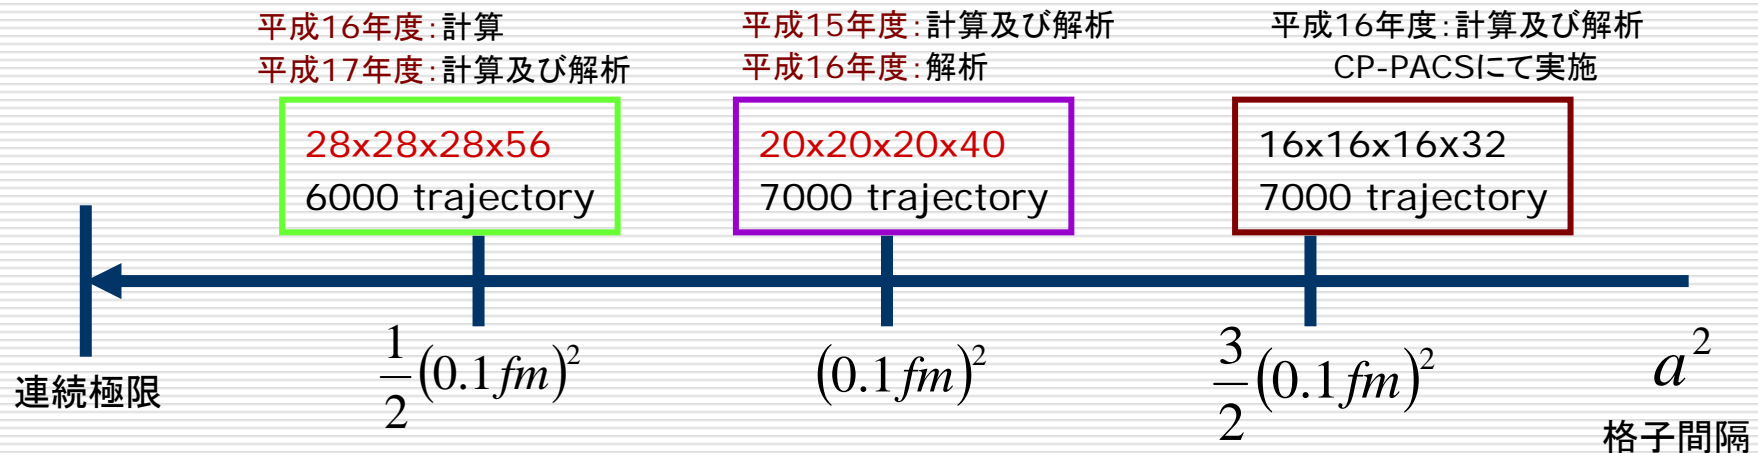 平成16年度:計算
平成17年度:計算及び解析
28x28x28x56
6000 trajectory
平成15年度:計算及び解析
平成16年度:解析
20x20x20x40
7000 trajectory
平成16年度:計算及び解析
CP-PACSにて実施
16x16x16x32
7000 trajectory
連続極限
1/2(0.1fm)²
(0.1fm)²
3/2(0.1fm)²
a²
格子間隔